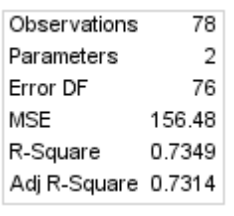 Observations 78
Parameters 2
Error DF 76
MSE 156.48
R-Square 0.7349
Adj R-Square 0.7314